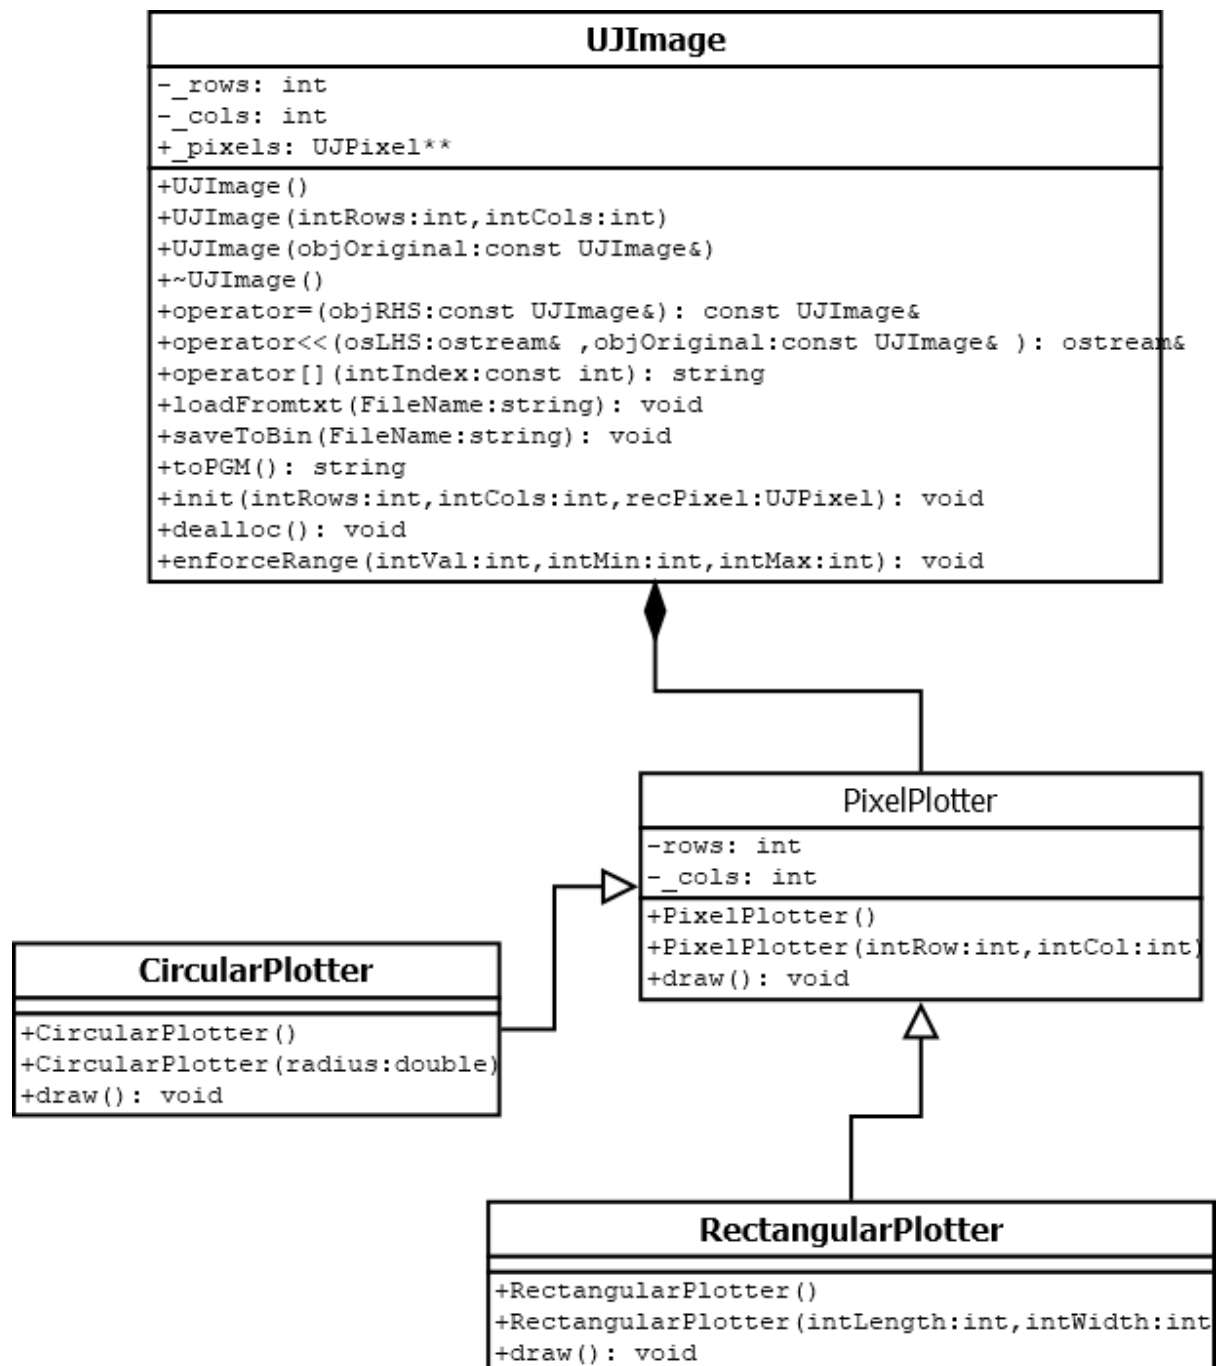 UJImage
-_rows: int
-_cols: int
+_pixels: UJPixel**
+UJImage()
+UJImage(intRows:int,intCols:int)
+UJImage(objOriginal:const UJImage&)
+~UJImage()
+operator=(objRHS:const UJImage&): const UJImage&
+operator<<(osLHS:ostream& ,objOriginal:const UJImage& ): ostream&
+operator[](intIndex:const int): string
+loadFromtxt(FileName:string): void
+saveToBin(FileName:string): void
+toPGM(): string
+init(intRows:int,intCols:int,recPixel:UJPixel): void
+dealloc(): void
+enforceRange(intVal:int,intMin:int,intMax:int): void
PixelPlotter
-rows: int
-_cols: int
+PixelPlotter()
+PixelPlotter(intRow:int,intCol:int)
+draw(): void
CircularPlotter
+CircularPlotter()
+CircularPlotter(radius:double)
+draw(): void
RectangularPlotter
+RectangularPlotter()
+RectangularPlotter(intLength:int,intWidth:int
+draw(): void